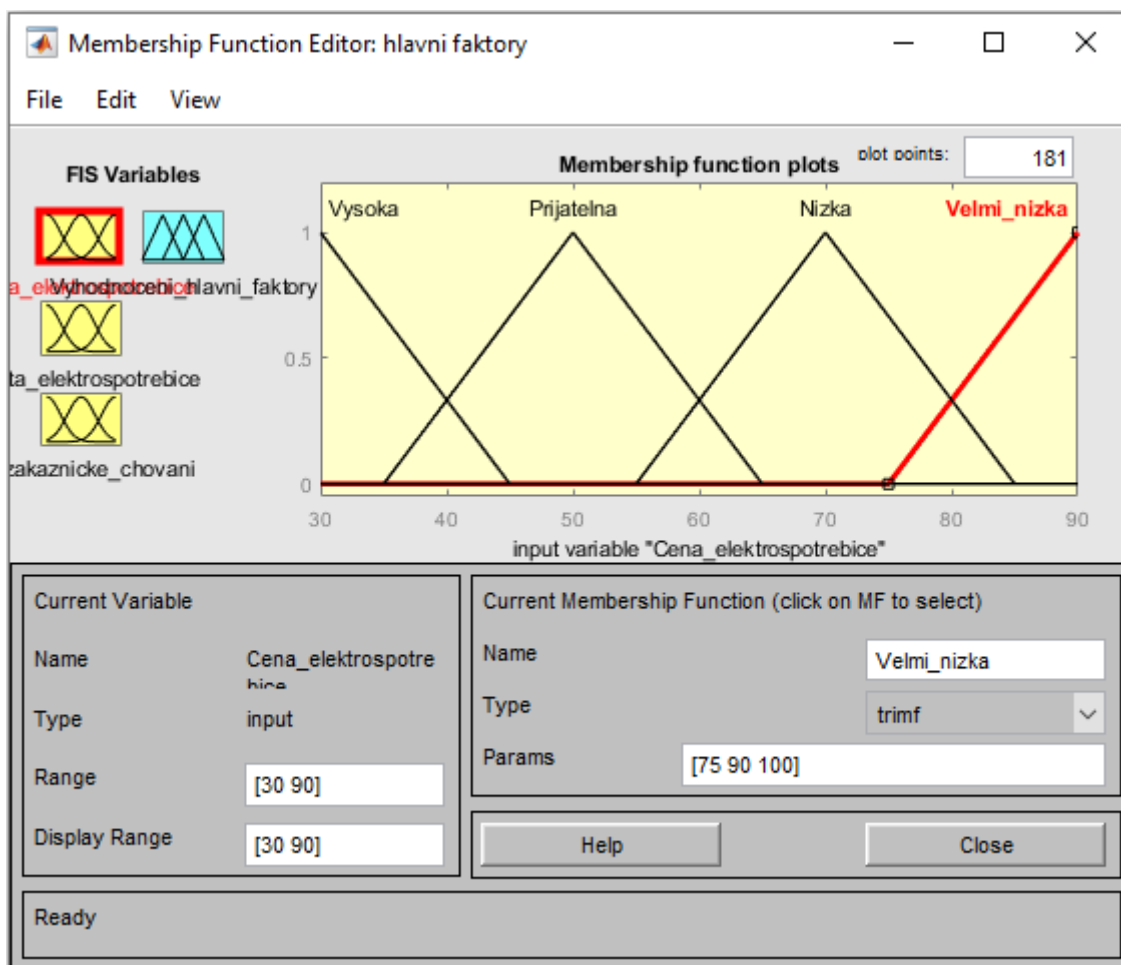 Membership Function Editor: hlavni faktory
File Edit View
FIS Variables
Membership function plots
plot points:
181
Vysoka
Prijatelna
Nizka
Velmi_nizka
1
0.5
0
30
40
50
60
70
80
90
input variable "Cena_elektrospotrebice"
hlavni_faktory
ta_elektrospotrebice
zakaznicke_chovani
Current Variable
Name Cena_elektrospotre
bice
Type input
Range [30 90]
Display Range [30 90]
Current Membership Function (click on MF to select)
Name Velmi_nizka
Type trimf
Params [75 90 100]
Help Close
Ready